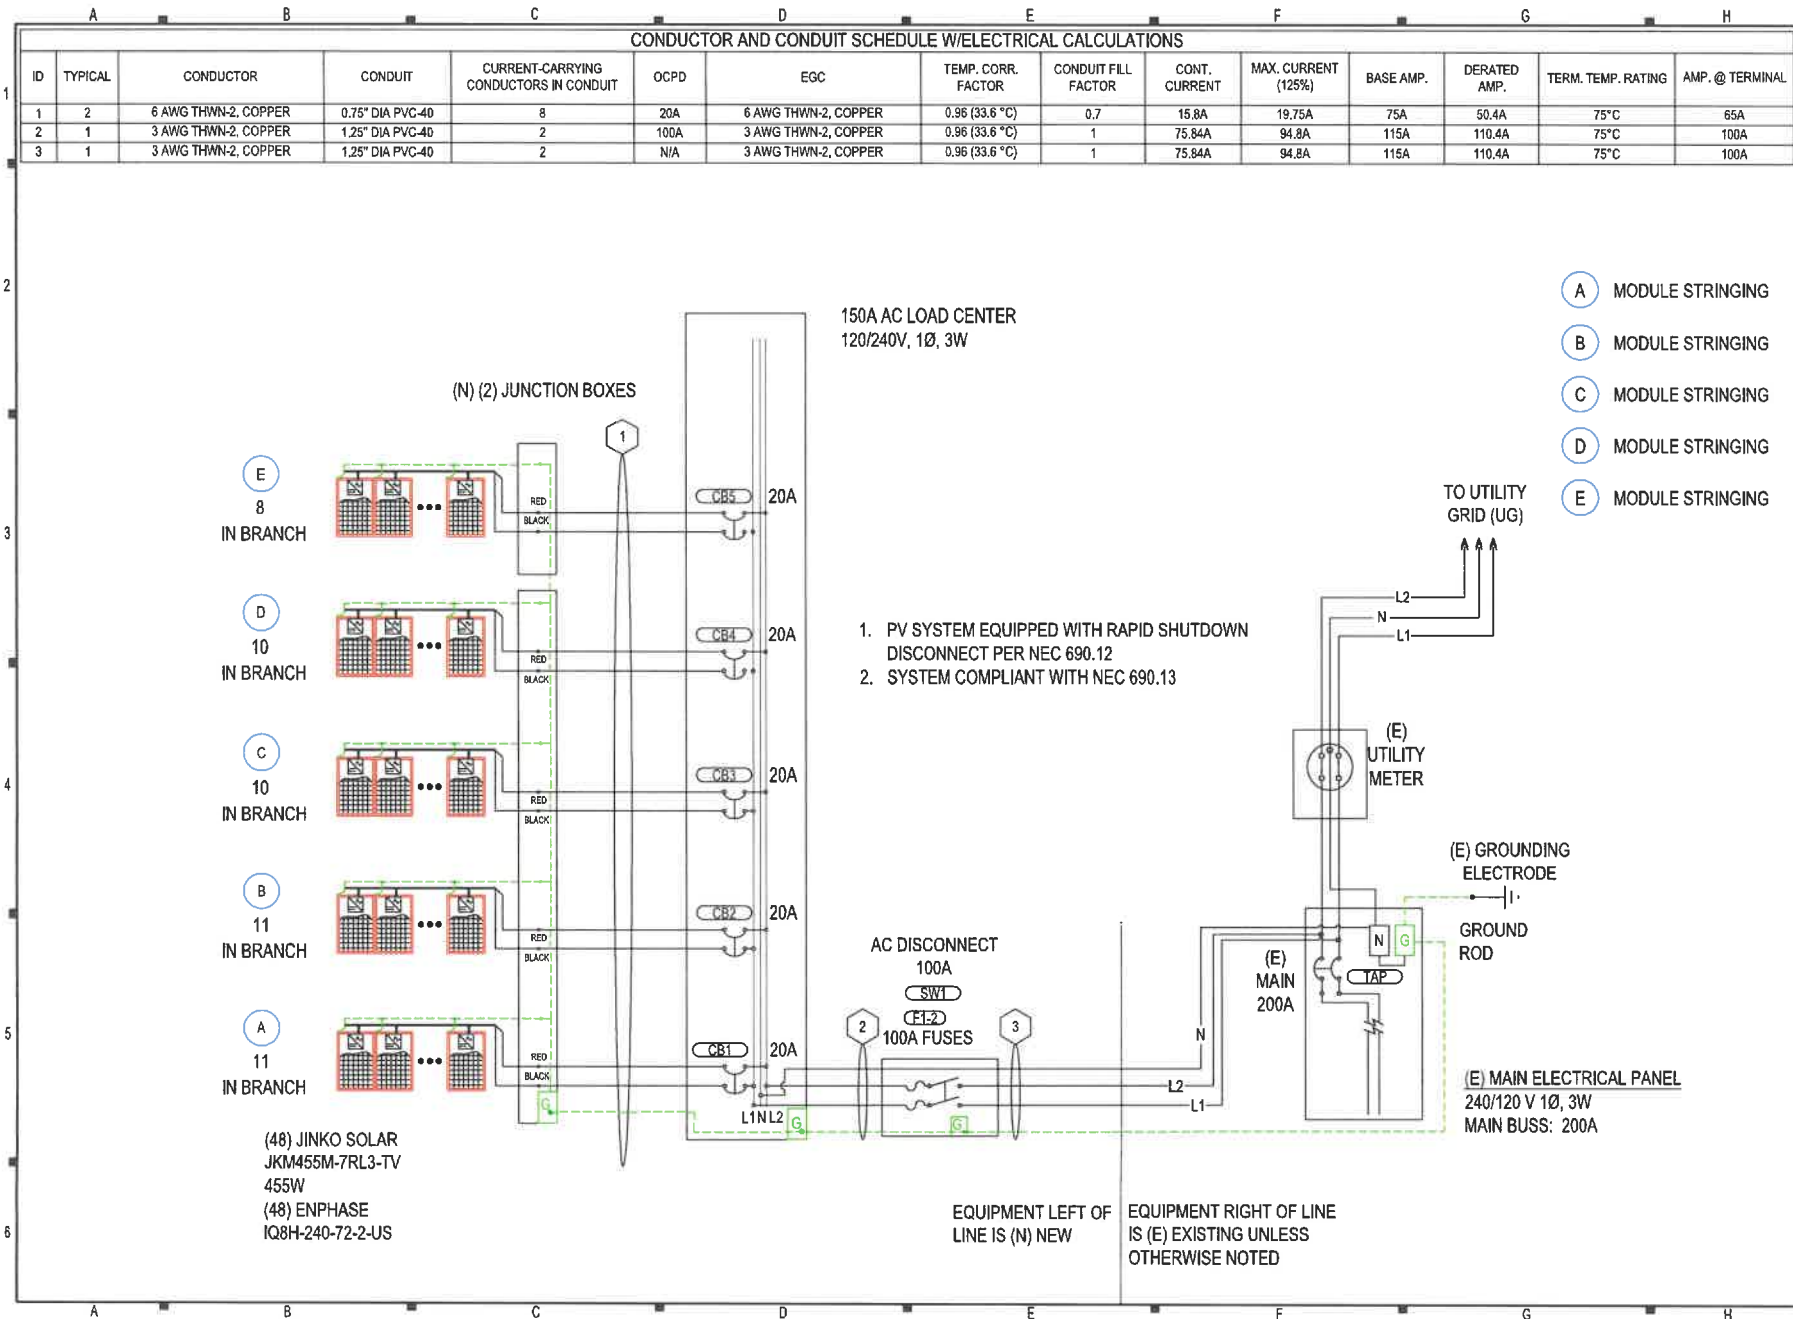 A B C D E F G H
CONDUCTOR AND CONDUIT SCHEDULE W/ELECTRICAL CALCULATIONS
ID TYPICAL CONDUCTOR CONDUIT CURRENT-CARRYING CONDUCTORS IN CONDUIT OCPD EGC TEMP. CORR. FACTOR CONDUIT FILL FACTOR CONT. CURRENT MAX. CURRENT (125%) BASE AMP. DERATED AMP. TERM. TEMP. RATING AMP. @ TERMINAL
1 2 6 AWG THWN-2, COPPER 0.75" DIA PVC-40 8 20A 6 AWG THWN-2, COPPER 0.96 (33.6 °C) 0.7 15.8A 19.75A 75A 50.4A 75°C 65A
2 1 3 AWG THWN-2, COPPER 1.25" DIA PVC-40 2 100A 3 AWG THWN-2, COPPER 0.96 (33.6 °C) 1 75.84A 94.8A 115A 110.4A 75°C 100A
3 1 3 AWG THWN-2, COPPER 1.25" DIA PVC-40 2 N/A 3 AWG THWN-2, COPPER 0.96 (33.6 °C) 1 75.84A 94.8A 115A 110.4A 75°C 100A
1
2
3
4
5
6
A MODULE STRINGING
B MODULE STRINGING
C MODULE STRINGING
D MODULE STRINGING
E MODULE STRINGING
150A AC LOAD CENTER
120/240V, 1Ø, 3W
(N) (2) JUNCTION BOXES
1
E
8
IN BRANCH
RED
BLACK
CB5 20A
D
10
IN BRANCH
RED
BLACK
CB4 20A
C
10
IN BRANCH
RED
BLACK
CB3 20A
B
11
IN BRANCH
RED
BLACK
CB2 20A
A
11
IN BRANCH
RED
BLACK
CB1 20A
G
L1 N L2
G
1. PV SYSTEM EQUIPPED WITH RAPID SHUTDOWN
DISCONNECT PER NEC 690.12
2. SYSTEM COMPLIANT WITH NEC 690.13
TO UTILITY
GRID (UG)
L2
N
L1
(E)
UTILITY
METER
(E) GROUNDING
ELECTRODE
GROUND
ROD
N
G
TAP
(E)
MAIN
200A
AC DISCONNECT
100A
SW1
F1-2
100A FUSES
2
3
G
N
L2
L1
(E) MAIN ELECTRICAL PANEL
240/120 V 1Ø, 3W
MAIN BUSS: 200A
(48) JINKO SOLAR
JKM455M-7RL3-TV
455W
(48) ENPHASE
IQ8H-240-72-2-US
EQUIPMENT LEFT OF
LINE IS (N) NEW
EQUIPMENT RIGHT OF LINE
IS (E) EXISTING UNLESS
OTHERWISE NOTED
A B C D E F G H